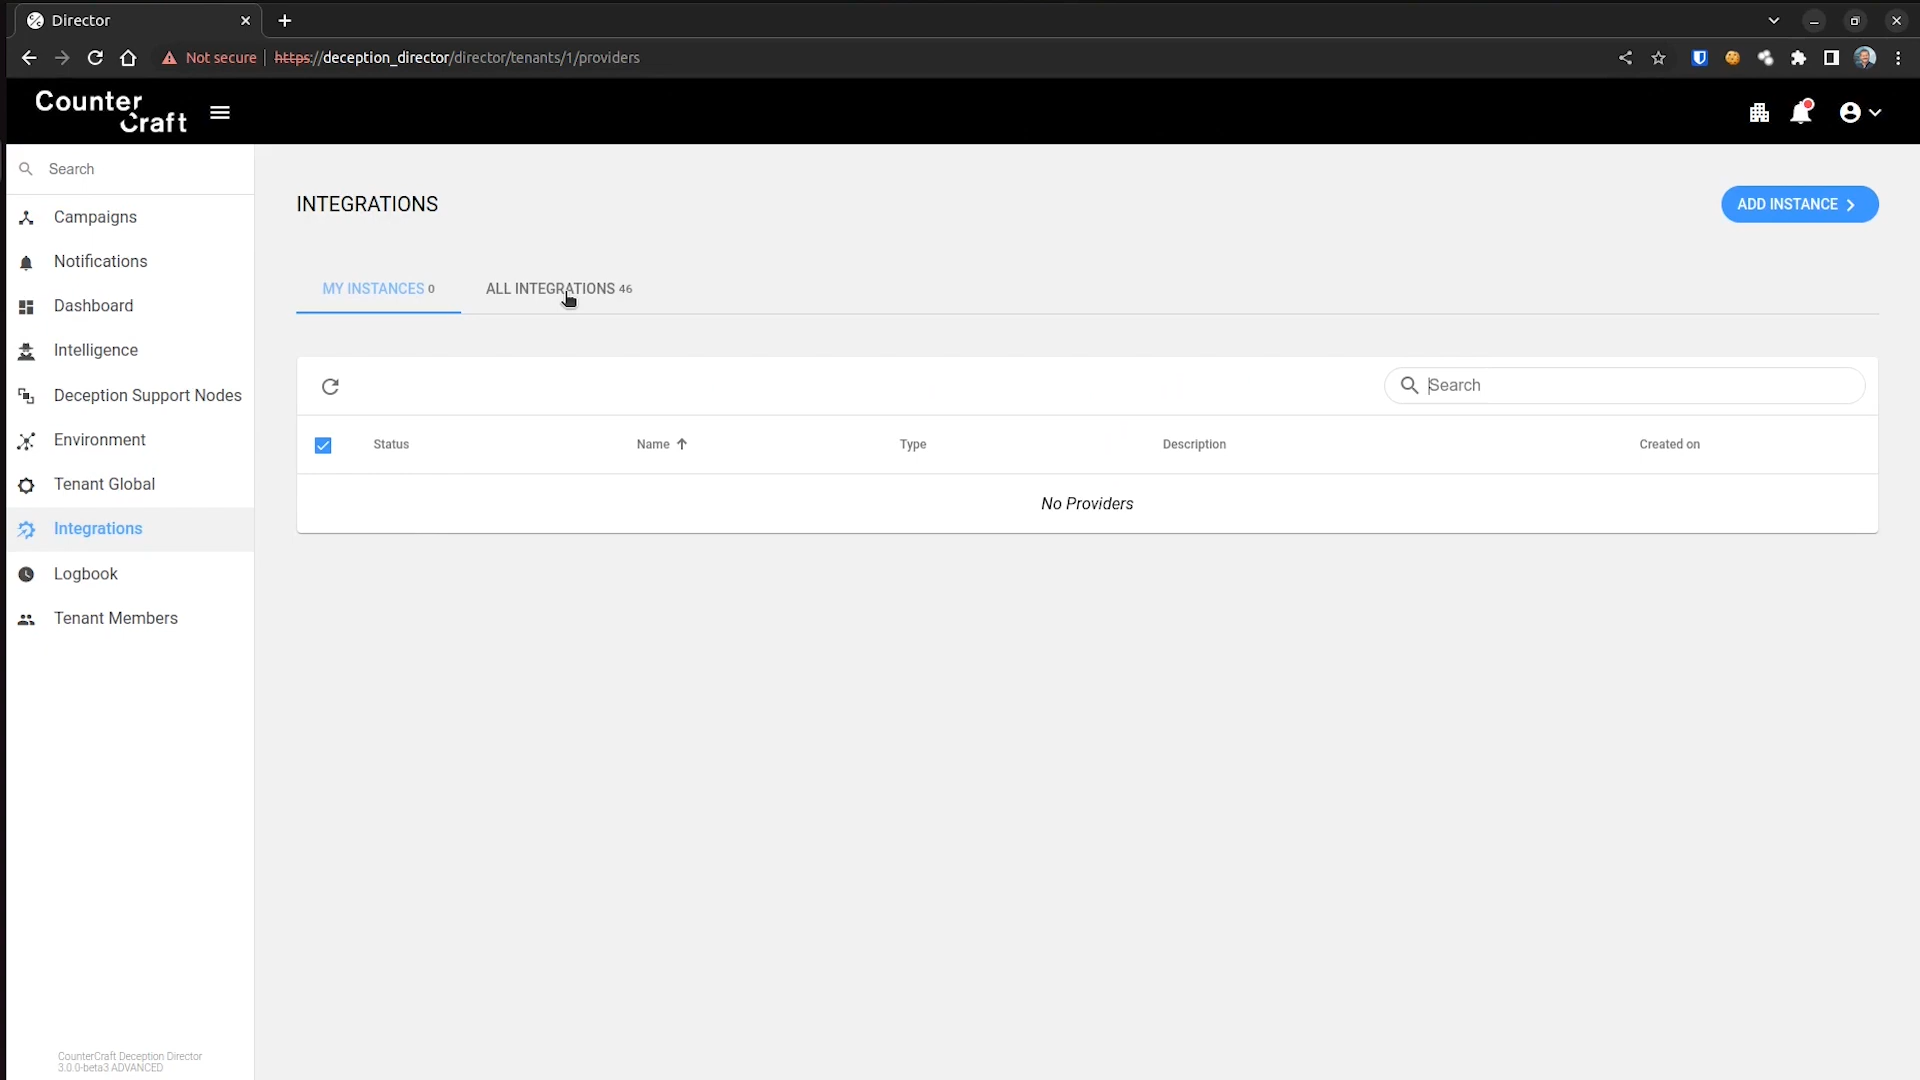 Director
Not secure
https://deception_director/director/tenants/1/providers
Counter
Craft
Search
Campaigns
Notifications
Dashboard
Intelligence
Deception Support Nodes
Environment
Tenant Global
Integrations
Logbook
Tenant Members
CounterCraft Deception Director
3.0.0-beta3 ADVANCED
INTEGRATIONS
ADD INSTANCE
MY INSTANCES 0
ALL INTEGRATIONS 46
Search
Status Name Type Description Created on
No Providers